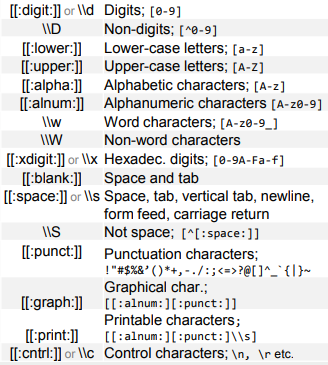 [[:digit:]] or \\d Digits; [0-9]
\\D Non-digits; [^0-9]
[[:lower:]] Lower-case letters; [a-z]
[[:upper:]] Upper-case letters; [A-Z]
[[:alpha:]] Alphabetic characters; [A-z]
[[:alnum:]] Alphanumeric characters [A-z0-9]
\\w Word characters; [A-z0-9_]
\\W Non-word characters
[[:xdigit:]] or \\x Hexadec. digits; [0-9A-Fa-f]
[[:blank:]] Space and tab
[[:space:]] or \\s Space, tab, vertical tab, newline,
form feed, carriage return
\\S Not space; [^[:space:]]
[[:punct:]] Punctuation characters;
!"#$%&’()*+,-./:;<=>?@[]^_`{|}~
Graphical char.;
[[:graph:]] [[:alnum:][:punct:]]
Printable characters;
[[:print:]] [[:alnum:][:punct:]\\s]
[[:cntrl:]] or \\c Control characters; \n, \r etc.